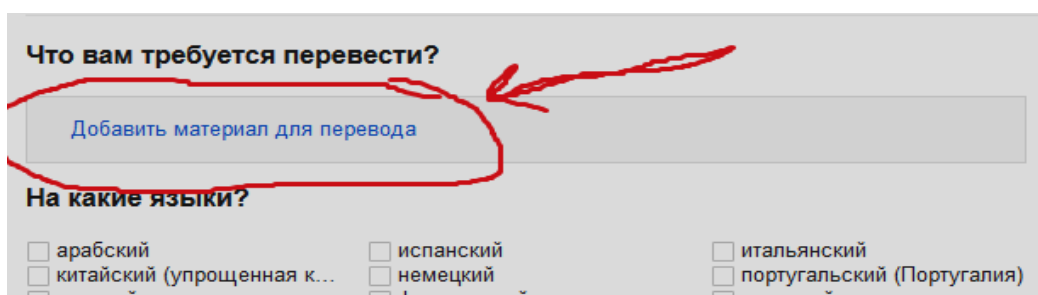 Что вам требуется перевести?
Добавить материал для перевода
На какие языки?
арабский испанский итальянский
китайский (упрощенная к... немецкий португальский (Португалия)